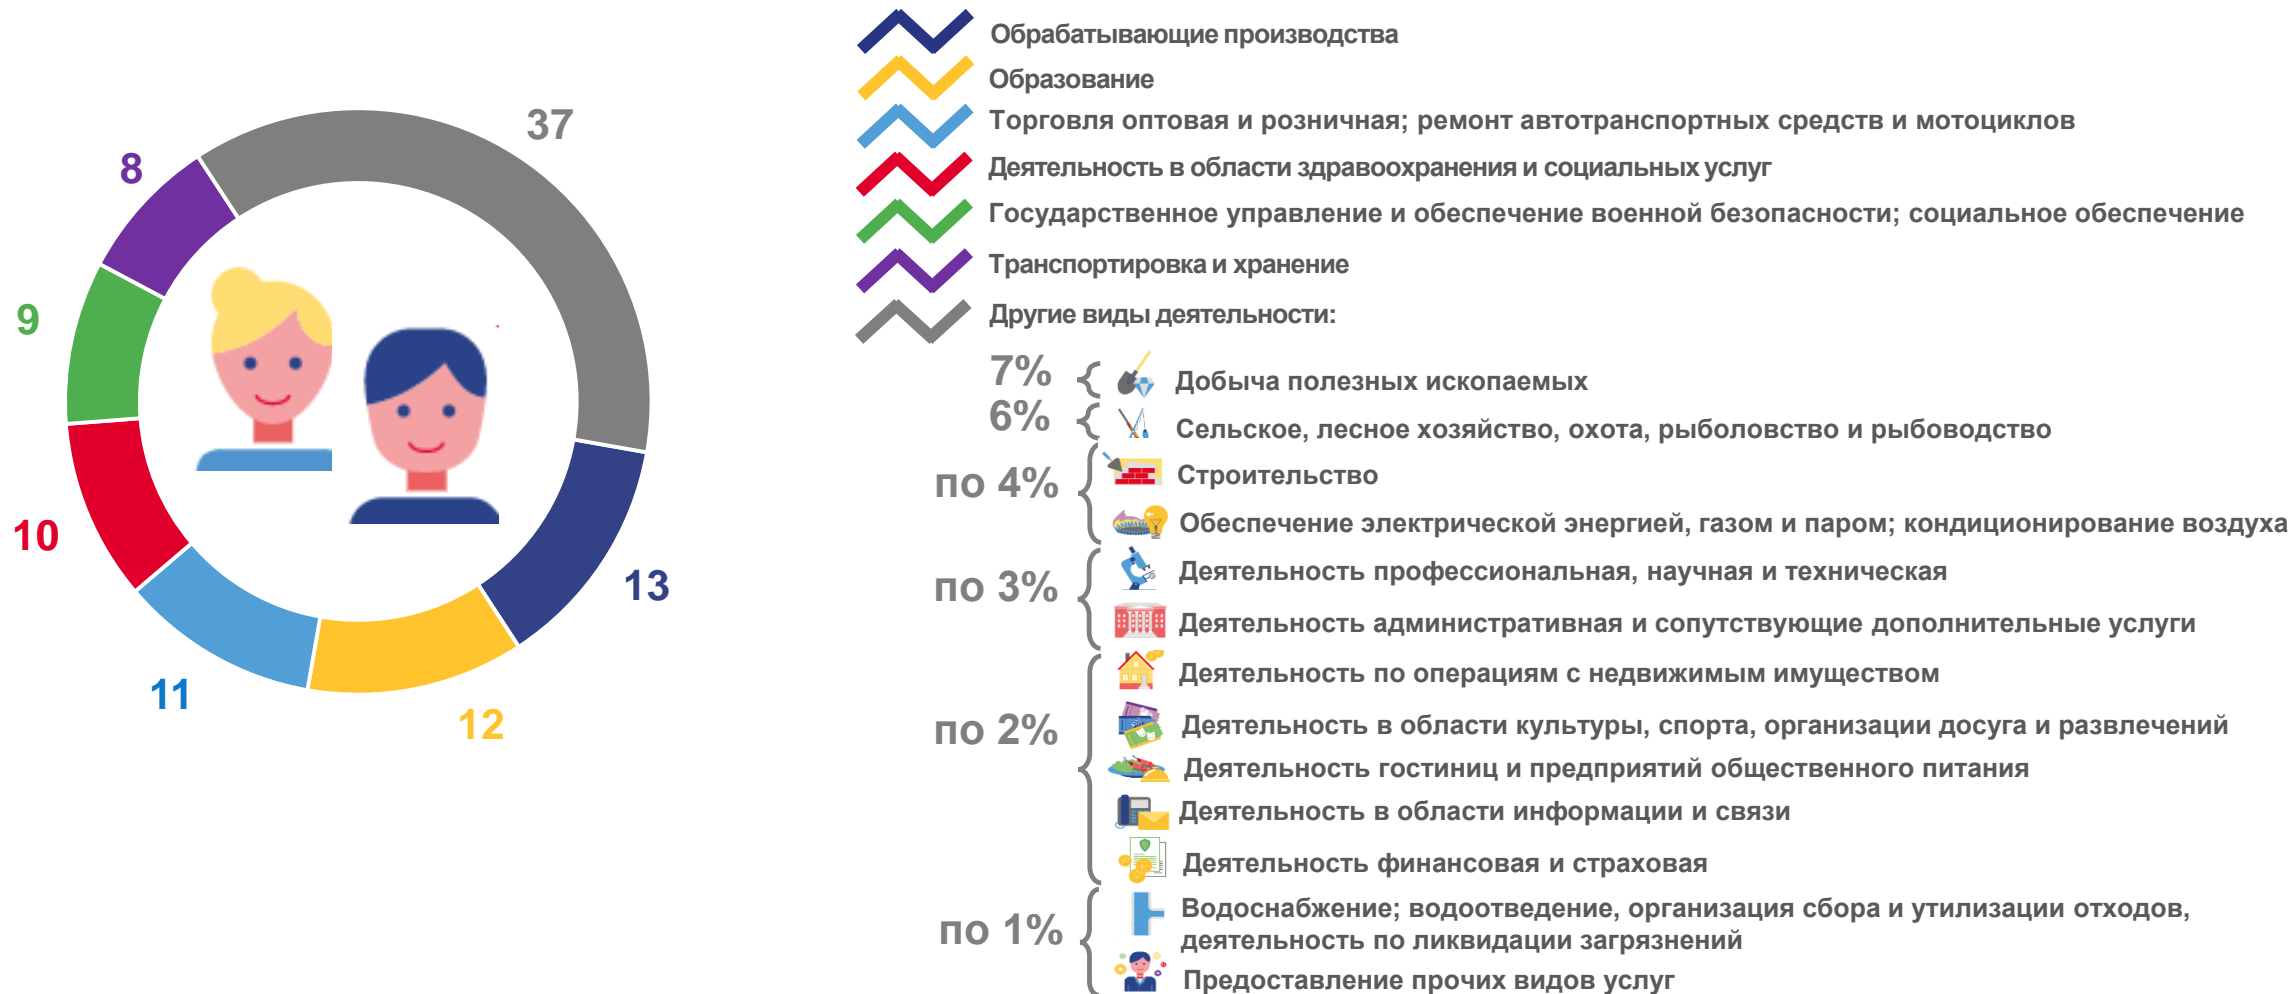 37
8
9
10
11
12
13
Обрабатывающие производства
Образование
Торговля оптовая и розничная; ремонт автотранспортных средств и мотоциклов
Деятельность в области здравоохранения и социальных услуг
Государственное управление и обеспечение военной безопасности; социальное обеспечение
Транспортировка и хранение
Другие виды деятельности:
7%
Добыча полезных ископаемых
6%
Сельское, лесное хозяйство, охота, рыболовство и рыбоводство
по 4%
Строительство
Обеспечение электрической энергией, газом и паром; кондиционирование воздуха
по 3%
Деятельность профессиональная, научная и техническая
Деятельность административная и сопутствующие дополнительные услуги
по 2%
Деятельность по операциям с недвижимым имуществом
Деятельность в области культуры, спорта, организации досуга и развлечений
Деятельность гостиниц и предприятий общественного питания
Деятельность в области информации и связи
Деятельность финансовая и страховая
по 1%
Водоснабжение; водоотведение, организация сбора и утилизации отходов,
деятельность по ликвидации загрязнений
Предоставление прочих видов услуг